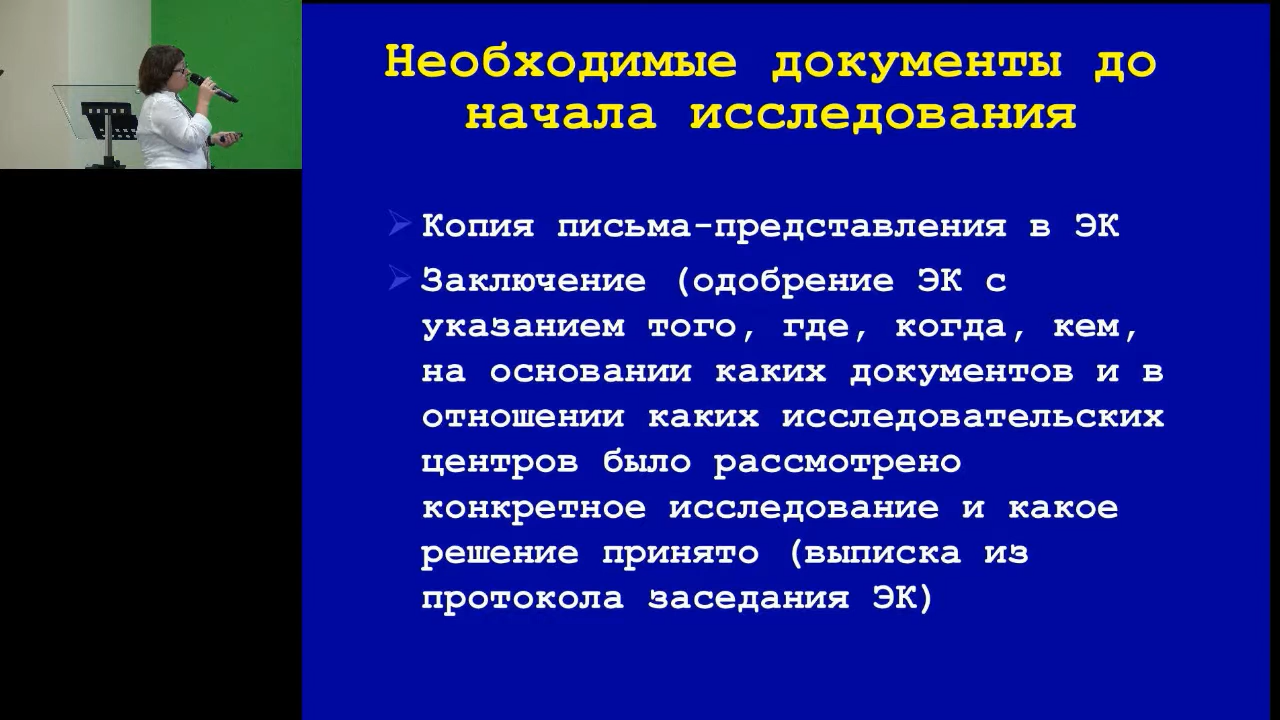 Необходимые документы до
начала исследования
Копия письма-представления в ЭК
Заключение (одобрение ЭК с
указанием того, где, когда, кем,
на основании каких документов и в
отношении каких исследовательских
центров было рассмотрено
конкретное исследование и какое
решение принято (выписка из
протокола заседания ЭК)